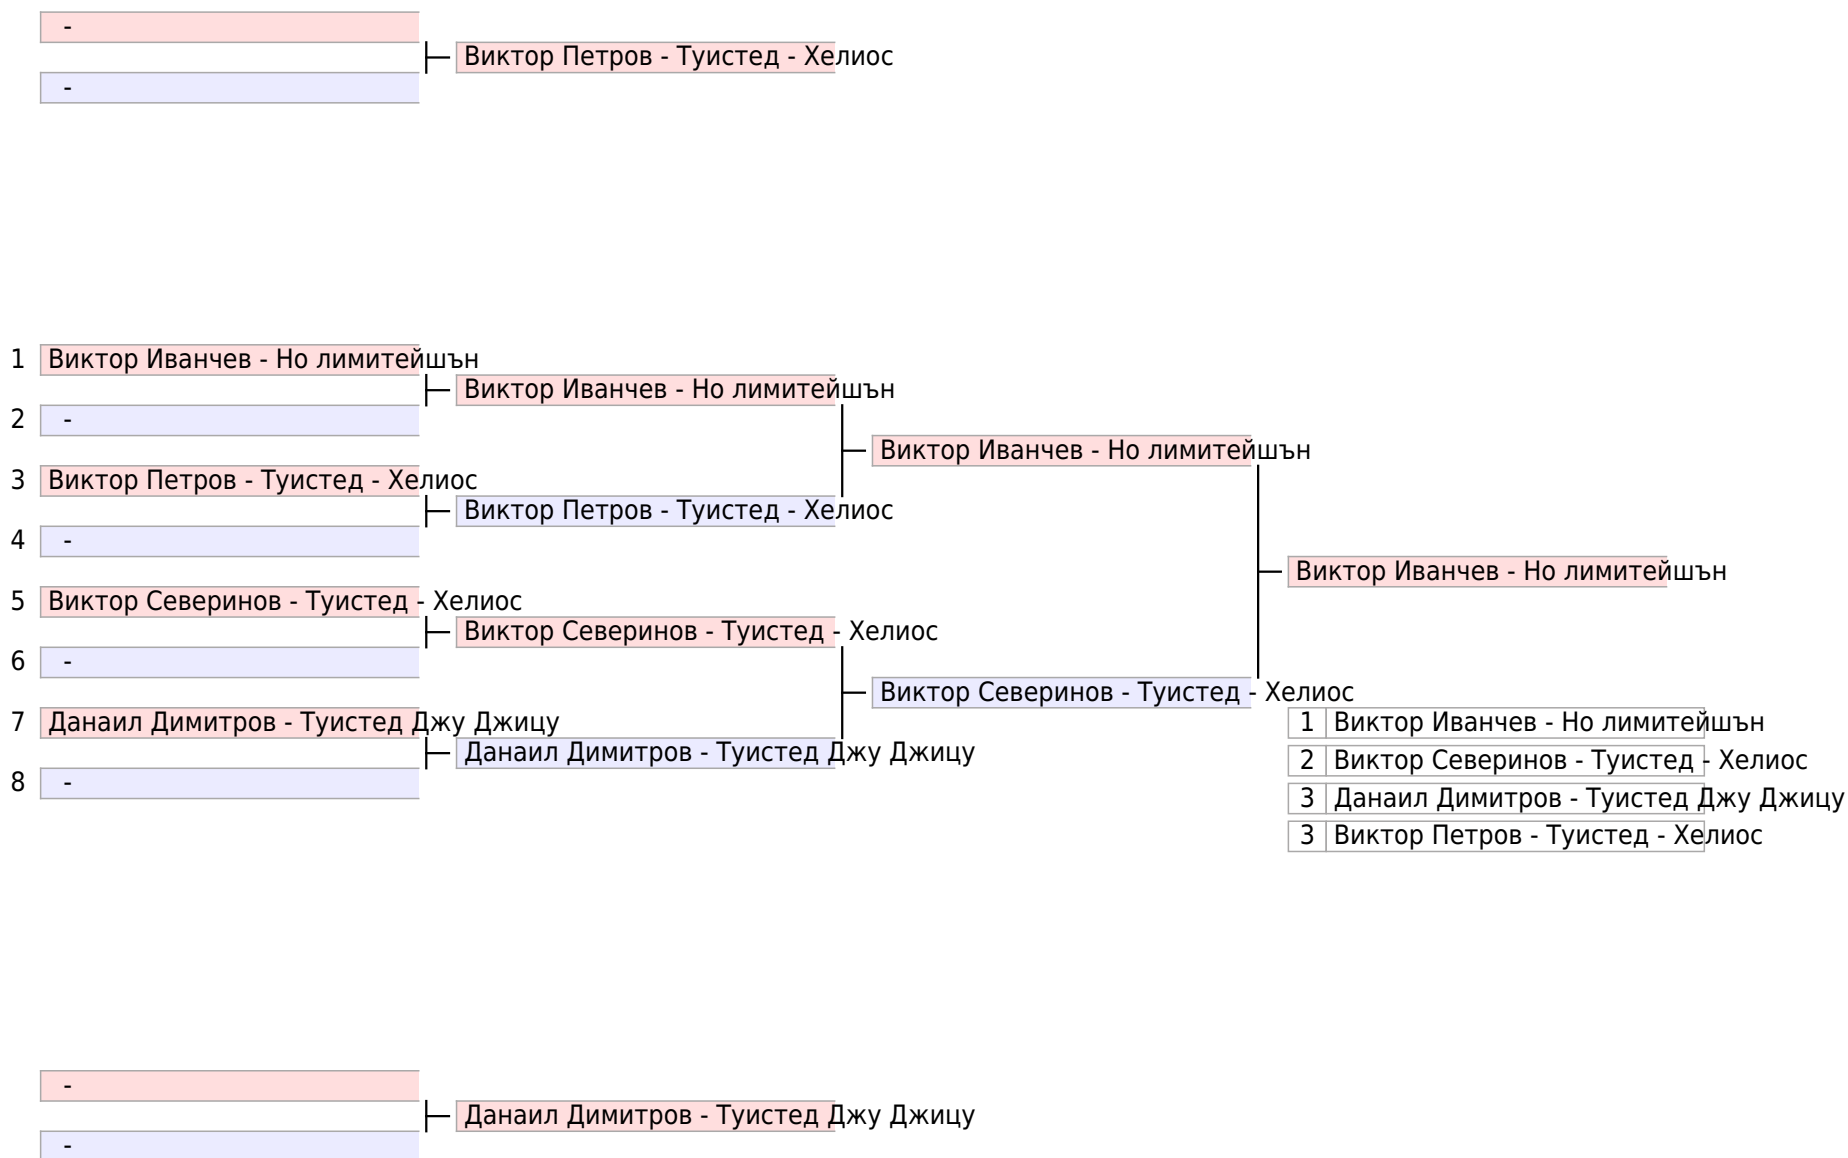 -
Виктор Петров - Туистед - Хелиос
-
1 Виктор Иванчев - Но лимитейшън
Виктор Иванчев - Но лимитейшън
2 -
Виктор Иванчев - Но лимитейшън
3 Виктор Петров - Туистед - Хелиос
Виктор Петров - Туистед - Хелиос
4 -
Виктор Иванчев - Но лимитейшън
5 Виктор Северинов - Туистед - Хелиос
Виктор Северинов - Туистед - Хелиос
6 -
Виктор Северинов - Туистед - Хелиос
7 Данаил Димитров - Туистед Джу Джицу
1 Виктор Иванчев - Но лимитейшън
Данаил Димитров - Туистед Джу Джицу
2 Виктор Северинов - Туистед - Хелиос
8 -
3 Данаил Димитров - Туистед Джу Джицу
3 Виктор Петров - Туистед - Хелиос
-
Данаил Димитров - Туистед Джу Джицу
-